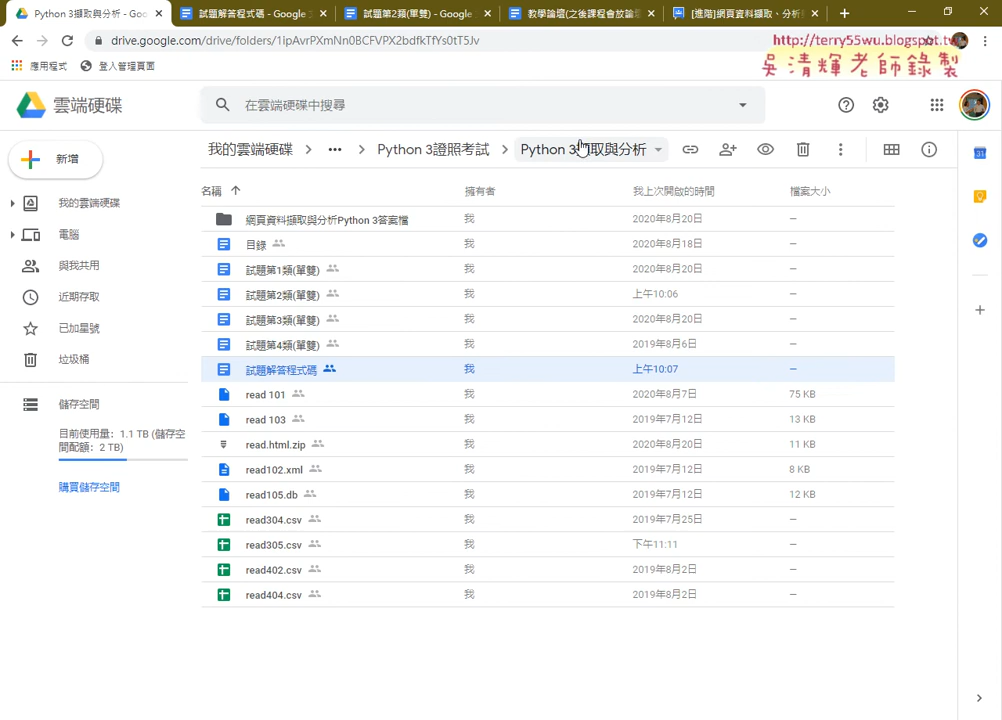 Python 3擷取與分析 - Goo
試題解答程式碼 - Google 文
試題第2類(單雙) - Google 文
教學論壇(之後課程會放論壇
[進階]網頁資料擷取、分析
drive.google.com/drive/folders/1ipAvrPXmNn0BCFVPX2bdfkTfYs0tT5Jv
http://terry55wu.blogspot.tw
應用程式
登入管理頁面
吳清輝老師錄製
雲端硬碟
在雲端硬碟中搜尋
新增
我的雲端硬碟
•••
Python 3證照考試
Python 3擷取與分析
名稱
擁有者
我上次開啟的時間
檔案大小
我的雲端硬碟
電腦
與我共用
近期存取
已加星號
垃圾桶
儲存空間
目前使用量： 1.1 TB (儲存空
間配額： 2 TB)
購買儲存空間
網頁資料擷取與分析Python 3答案檔 我 2020年8月20日 –
目錄 我 2020年8月18日 –
試題第1類(單雙) 我 2020年8月20日 –
試題第2類(單雙) 我 上午10:06 –
試題第3類(單雙) 我 2020年8月20日 –
試題第4類(單雙) 我 2019年8月6日 –
試題解答程式碼 我 上午10:07 –
read 101 我 2020年8月7日 75 KB
read 103 我 2019年7月12日 13 KB
read.html.zip 我 2020年8月20日 11 KB
read102.xml 我 2019年7月12日 8 KB
read105.db 我 2019年7月12日 12 KB
read304.csv 我 2019年7月25日 –
read305.csv 我 下午11:11 –
read402.csv 我 2019年8月2日 –
read404.csv 我 2019年8月2日 –
31